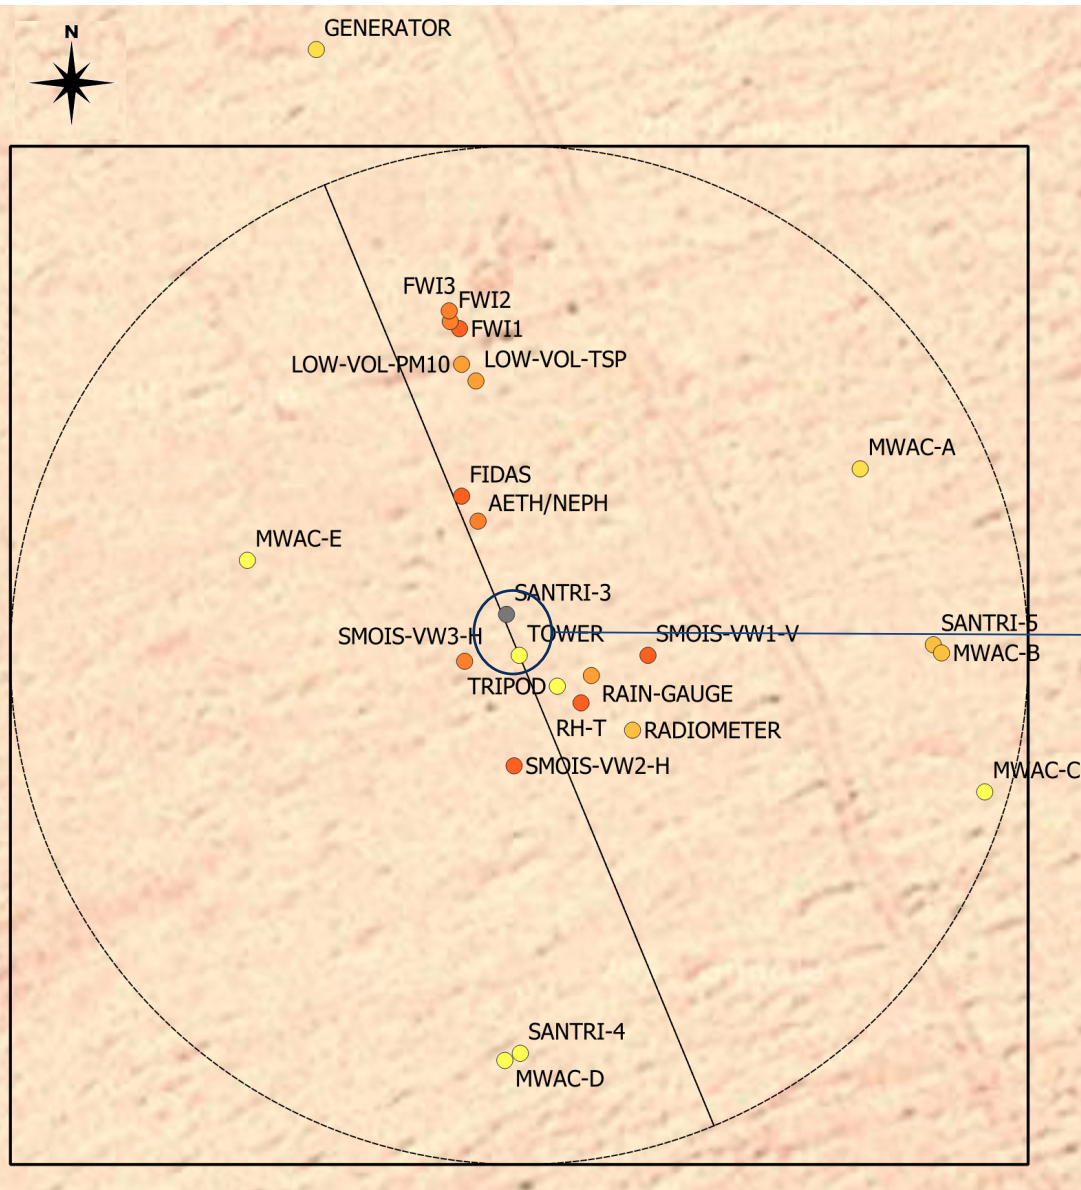 GENERATOR
N
FWI3
FWI2
FWI1
LOW-VOL-PM10
LOW-VOL-TSP
MWAC-A
FIDAS
AETH/NEPH
MWAC-E
SANTRI-3
SANTRI-5
SMOIS-VW3-H
TOWER
SMOIS-VW1-V
MWAC-B
TRIPOD
RAIN-GAUGE
RH-T
RADIOMETER
SMOIS-VW2-H
MWAC-C
SANTRI-4
MWAC-D